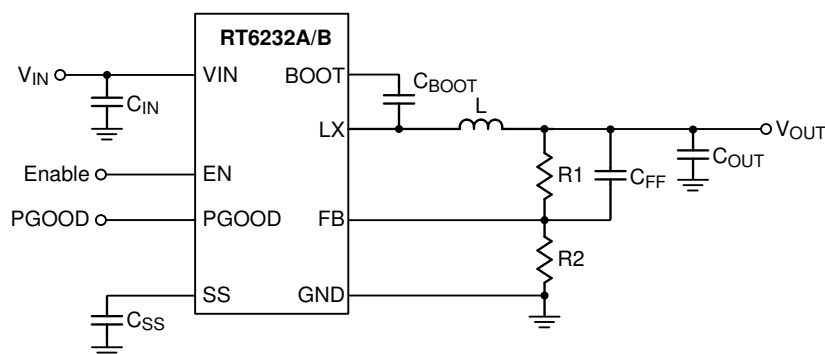 RT6232A/B
V_IN
VIN
BOOT
C_BOOT
C_IN
LX
L
V_OUT
C_OUT
R1
C_FF
Enable
EN
PGOOD
PGOOD
FB
R2
SS
GND
C_SS